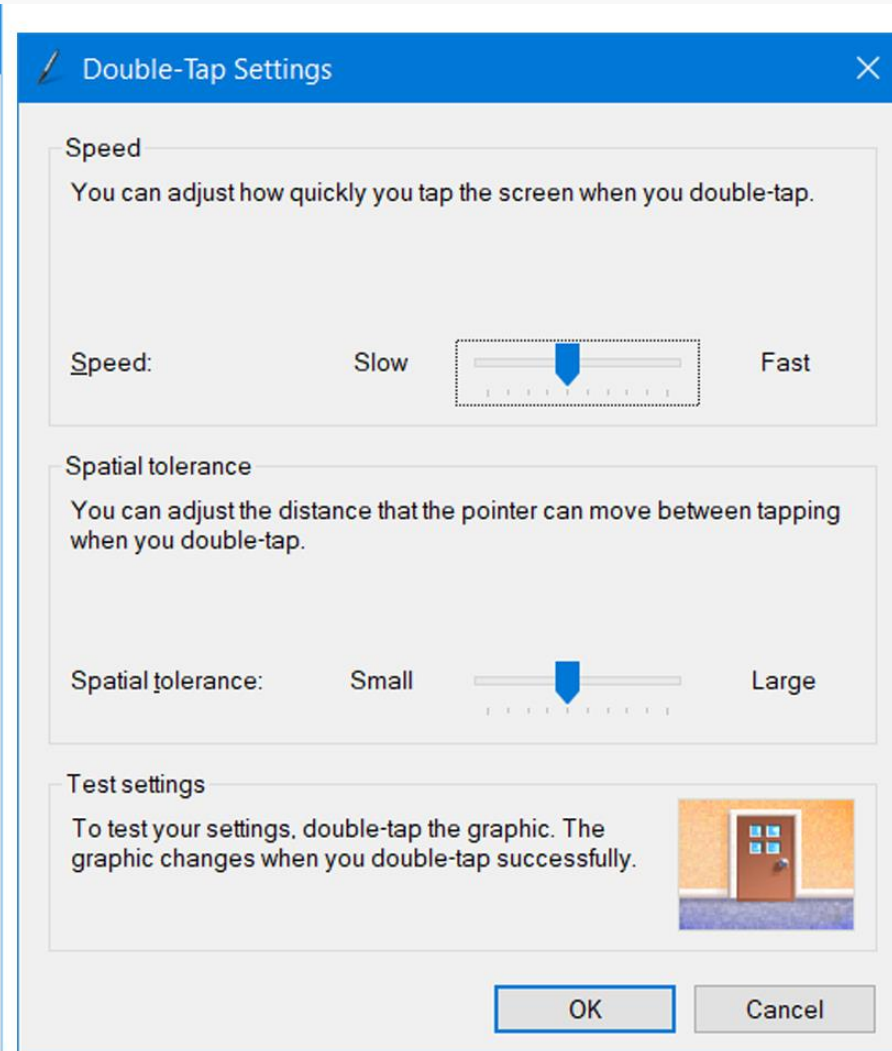 Double-Tap Settings
Speed
You can adjust how quickly you tap the screen when you double-tap.
Speed: Slow Fast
Spatial tolerance
You can adjust the distance that the pointer can move between tapping
when you double-tap.
Spatial tolerance: Small Large
Test settings
To test your settings, double-tap the graphic. The
graphic changes when you double-tap successfully.
OK Cancel